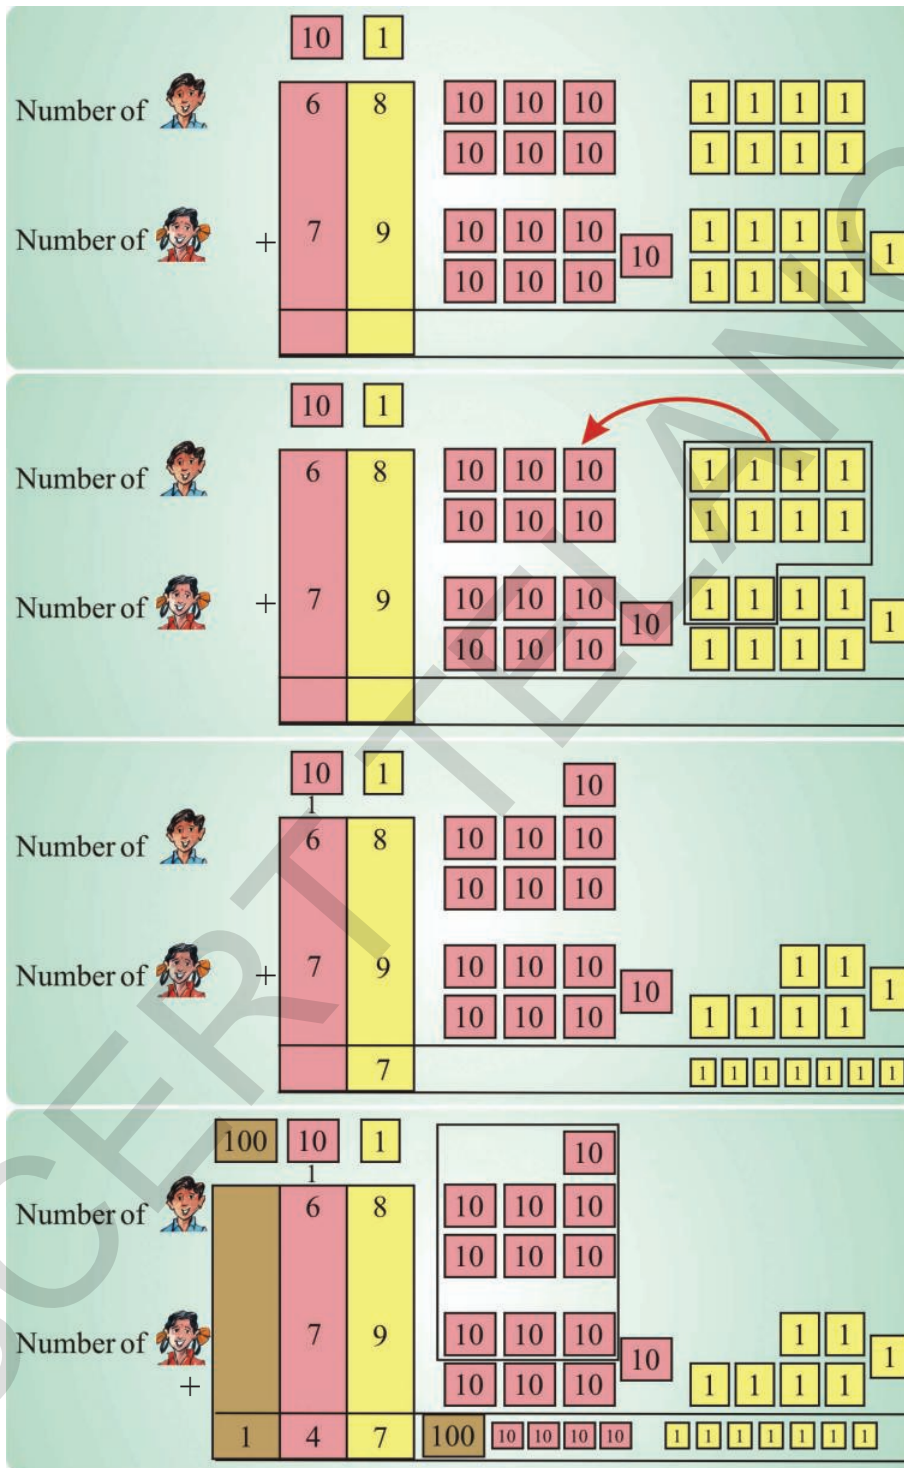 10 1
Number of 6 8 10 10 10 1 1 1 1
10 10 10 1 1 1 1
Number of + 7 9 10 10 10 10 1 1 1 1 1
10 10 10 1 1 1 1
10 1
Number of 6 8 10 10 10 1 1 1 1
10 10 10 1 1 1 1
Number of + 7 9 10 10 10 10 1 1 1 1 1
10 10 10 1 1 1 1
10 1 10
1
Number of 6 8 10 10 10
10 10 10
Number of + 7 9 10 10 10 10 1 1 1
10 10 10 1 1 1 1
7 1 1 1 1 1 1 1
100 10 1 10
1
Number of 6 8 10 10 10
10 10 10
Number of 7 9 10 10 10 10 1 1 1
+ 10 10 10 1 1 1 1
1 4 7 100 10 10 10 10 1 1 1 1 1 1 1
SCERT TELANG